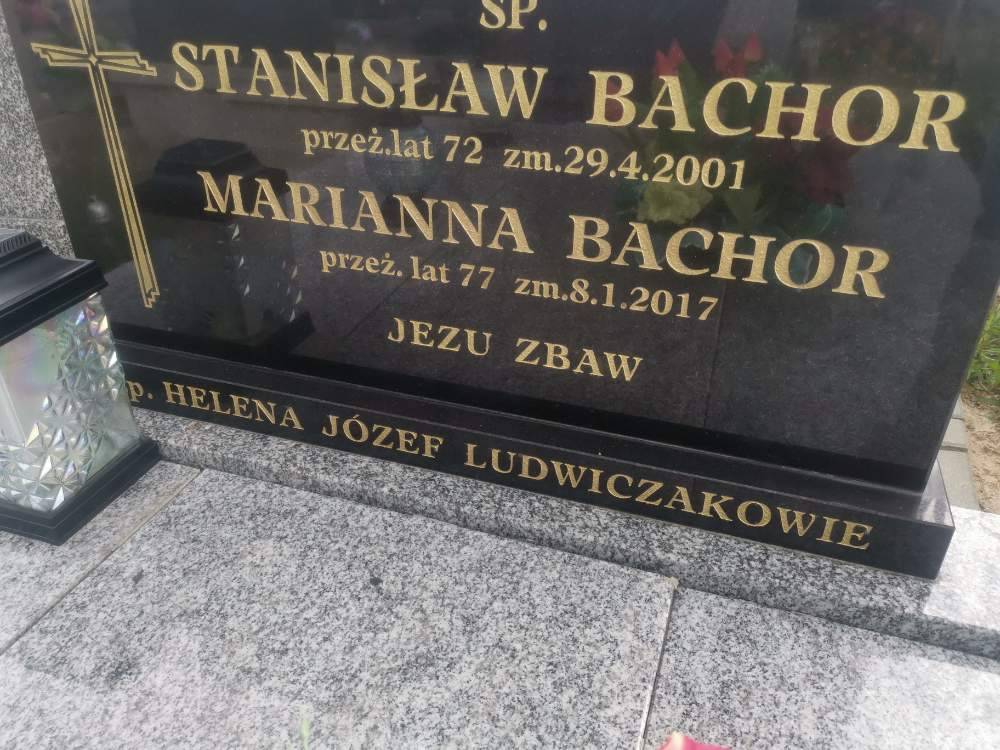 ŚP.
STANISŁAW BACHOR
przeż.lat 72 zm.29.4.2001
MARIANNA BACHOR
przeż. lat 77 zm.8.1.2017
JEZU ZBAW
p. HELENA JÓZEF LUDWICZAKOWIE